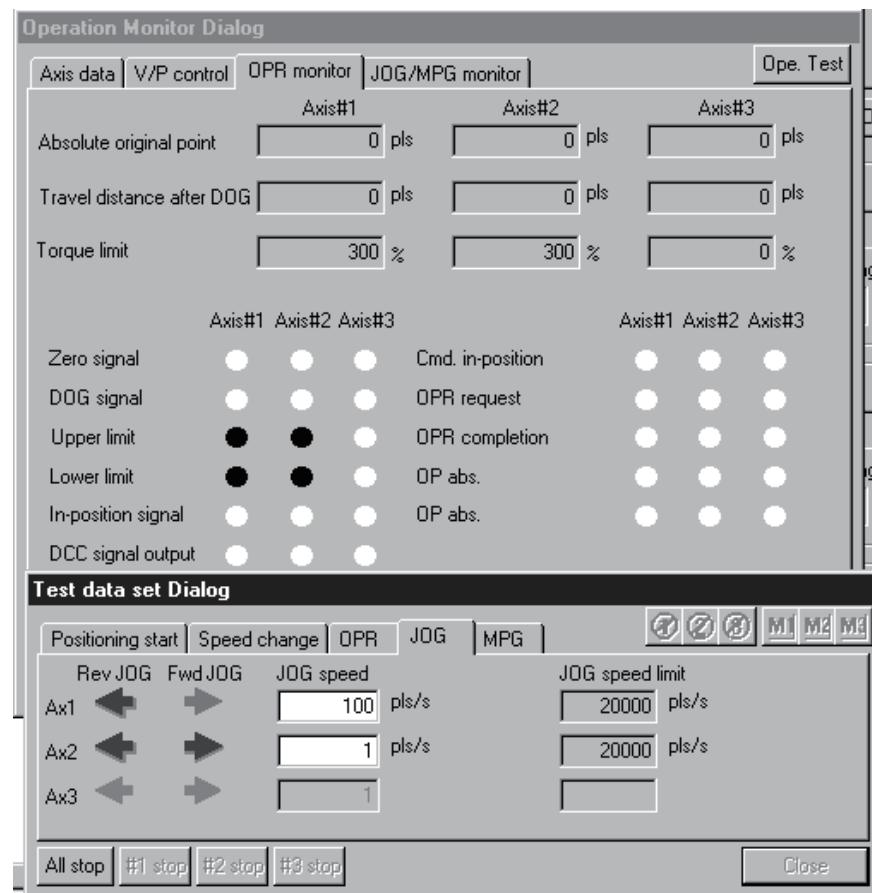 Operation Monitor Dialog
Axis data V/P control OPR monitor JOG/MPG monitor Ope. Test
Axis#1 Axis#2 Axis#3
Absolute original point 0 pls 0 pls 0 pls
Travel distance after DOG 0 pls 0 pls 0 pls
Torque limit 300 % 300 % 0 %
Axis#1 Axis#2 Axis#3 Axis#1 Axis#2 Axis#3
Zero signal Cmd. in-position
DOG signal OPR request
Upper limit OPR completion
Lower limit OP abs.
In-position signal OP abs.
DCC signal output
Test data set Dialog
Positioning start Speed change OPR JOG MPG M1 M2 M3
Rev JOG Fwd JOG JOG speed JOG speed limit
Ax1 100 pls/s 20000 pls/s
Ax2 1 pls/s 20000 pls/s
Ax3 1
All stop #1 stop #2 stop #3 stop Close